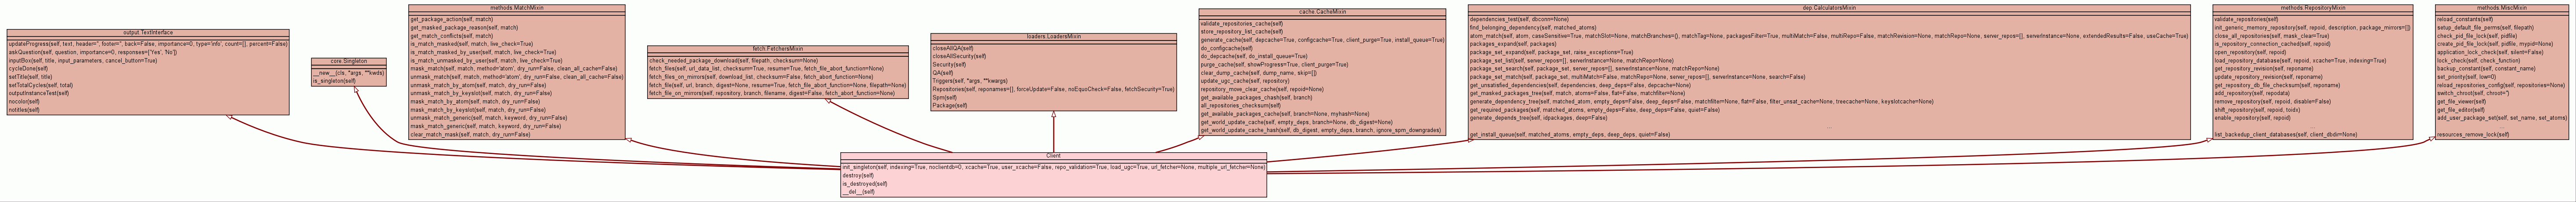 output.TextInterface
updateProgress(self, text, header='', footer='', back=False, importance=0, type='info', count=[], percent=False)
askQuestion(self, question, importance=0, responses=['Yes', 'No'])
inputBox(self, title, input_parameters, cancel_button=True)
cycleDone(self)
setTitle(self, title)
setTotalCycles(self, total)
outputInstanceTest(self)
nocolor(self)
notitles(self)
core.Singleton
__new__(cls, *args, **kwds)
is_singleton(self)
methods.MatchMixin
get_package_action(self, match)
get_masked_package_reason(self, match)
get_match_conflicts(self, match)
is_match_masked(self, match, live_check=True)
is_match_masked_by_user(self, match, live_check=True)
is_match_unmasked_by_user(self, match, live_check=True)
mask_match(self, match, method='atom', dry_run=False, clean_all_cache=False)
unmask_match(self, match, method='atom', dry_run=False, clean_all_cache=False)
unmask_match_by_atom(self, match, dry_run=False)
unmask_match_by_keyslot(self, match, dry_run=False)
mask_match_by_atom(self, match, dry_run=False)
mask_match_by_keyslot(self, match, dry_run=False)
unmask_match_generic(self, match, keyword, dry_run=False)
mask_match_generic(self, match, keyword, dry_run=False)
clear_match_mask(self, match, dry_run=False)
fetch.FetchersMixin
check_needed_package_download(self, filepath, checksum=None)
fetch_files(self, url_data_list, checksum=True, resume=True, fetch_file_abort_function=None)
fetch_files_on_mirrors(self, download_list, checksum=False, fetch_abort_function=None)
fetch_file(self, url, branch, digest=None, resume=True, fetch_file_abort_function=None, filepath=None)
fetch_file_on_mirrors(self, repository, branch, filename, digest=False, fetch_abort_function=None)
loaders.LoadersMixin
closeAllQA(self)
closeAllSecurity(self)
Security(self)
QA(self)
Triggers(self, *args, **kwargs)
Repositories(self, reponames=[], forceUpdate=False, noEquoCheck=False, fetchSecurity=True)
Spm(self)
Package(self)
cache.CacheMixin
validate_repositories_cache(self)
store_repository_list_cache(self)
generate_cache(self, depcache=True, configcache=True, client_purge=True, install_queue=True)
do_configcache(self)
do_depcache(self, do_install_queue=True)
purge_cache(self, showProgress=True, client_purge=True)
clear_dump_cache(self, dump_name, skip=[])
update_ugc_cache(self, repository)
repository_move_clear_cache(self, repoid=None)
get_available_packages_chash(self, branch)
all_repositories_checksum(self)
get_available_packages_cache(self, branch=None, myhash=None)
get_world_update_cache(self, empty_deps, branch=None, db_digest=None)
get_world_update_cache_hash(self, db_digest, empty_deps, branch, ignore_spm_downgrades)
dep.CalculatorsMixin
dependencies_test(self, dbconn=None)
find_belonging_dependency(self, matched_atoms)
atom_match(self, atom, caseSensitive=True, matchSlot=None, matchBranches=(), matchTag=None, packagesFilter=True, multiMatch=False, multiRepo=False, matchRevision=None, matchRepo=None, server_repos=[], serverInstance=None, extendedResults=False, useCache=True)
packages_expand(self, packages)
package_set_expand(self, package_set, raise_exceptions=True)
package_set_list(self, server_repos=[], serverInstance=None, matchRepo=None)
package_set_search(self, package_set, server_repos=[], serverInstance=None, matchRepo=None)
package_set_match(self, package_set, multiMatch=False, matchRepo=None, server_repos=[], serverInstance=None, search=False)
get_unsatisfied_dependencies(self, dependencies, deep_deps=False, depcache=None)
get_masked_packages_tree(self, match, atoms=False, flat=False, matchfilter=None)
generate_dependency_tree(self, matched_atom, empty_deps=False, deep_deps=False, matchfilter=None, flat=False, filter_unsat_cache=None, treecache=None, keyslotcache=None)
get_required_packages(self, matched_atoms, empty_deps=False, deep_deps=False, quiet=False)
generate_depends_tree(self, idpackages, deep=False)
...
get_install_queue(self, matched_atoms, empty_deps, deep_deps, quiet=False)
methods.RepositoryMixin
validate_repositories(self)
init_generic_memory_repository(self, repoid, description, package_mirrors=[])
close_all_repositories(self, mask_clear=True)
is_repository_connection_cached(self, repoid)
open_repository(self, repoid)
load_repository_database(self, repoid, xcache=True, indexing=True)
get_repository_revision(self, reponame)
update_repository_revision(self, reponame)
get_repository_db_file_checksum(self, reponame)
add_repository(self, repodata)
remove_repository(self, repoid, disable=False)
shift_repository(self, repoid, toidx)
enable_repository(self, repoid)
...
list_backedup_client_databases(self, client_dbdir=None)
methods.MiscMixin
reload_constants(self)
setup_default_file_perms(self, filepath)
check_pid_file_lock(self, pidfile)
create_pid_file_lock(self, pidfile, mypid=None)
application_lock_check(self, silent=False)
lock_check(self, check_function)
backup_constant(self, constant_name)
set_priority(self, low=0)
reload_repositories_config(self, repositories=None)
switch_chroot(self, chroot='')
get_file_viewer(self)
get_file_editor(self)
add_user_package_set(self, set_name, set_atoms)
...
resources_remove_lock(self)
Client
init_singleton(self, indexing=True, noclientdb=0, xcache=True, user_xcache=False, repo_validation=True, load_ugc=True, url_fetcher=None, multiple_url_fetcher=None)
destroy(self)
is_destroyed(self)
__del__(self)